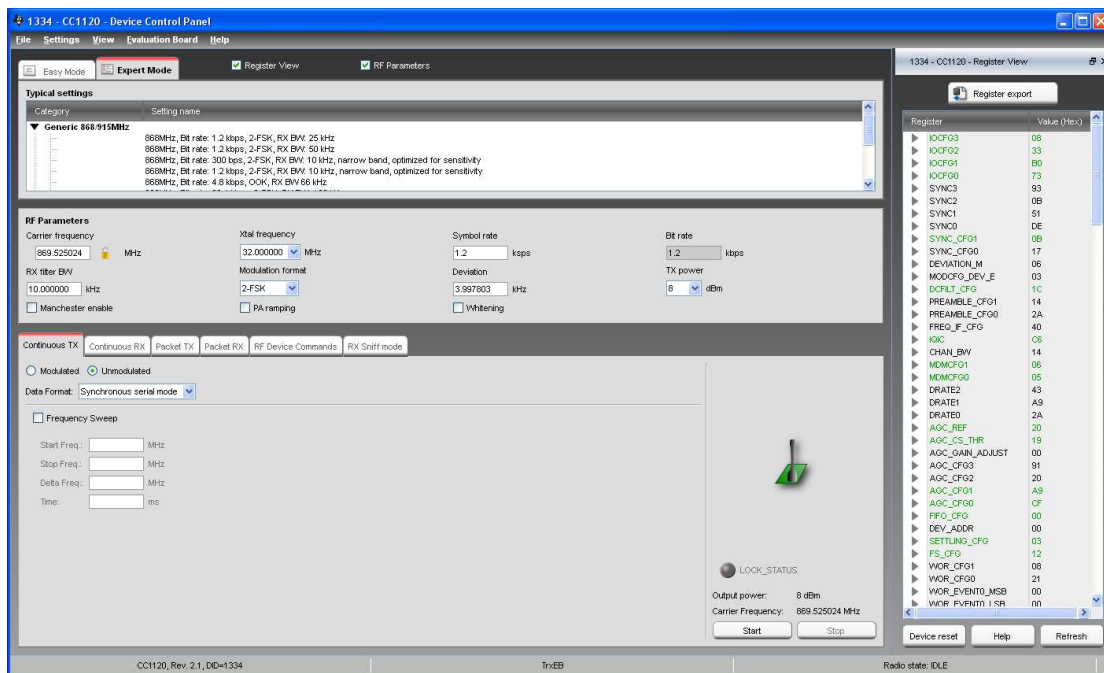 1334 - CC1120 - Device Control Panel
File Settings View Evaluation Board Help
Easy Mode Expert Mode Register View RF Parameters
Typical settings
Category Setting name
Generic 868/915MHz
868MHz, Bit rate: 1.2 kbps, 2-FSK, RX BW: 25 kHz
868MHz, Bit rate: 1.2 kbps, 2-FSK, RX BW: 50 kHz
868MHz, Bit rate: 300 bps, 2-FSK, RX BW: 10 kHz, narrow band, optimized for sensitivity
868MHz, Bit rate: 1.2 kbps, 2-FSK, RX BW: 10 kHz, narrow band, optimized for sensitivity
868MHz, Bit rate: 4.8 kbps, OOK, RX BW 66 kHz
RF Parameters
Carrier frequency Xtal frequency Symbol rate Bit rate
869.525024 MHz 32.000000 MHz 1.2 ksps 1.2 kbps
RX filter BW Modulation format Deviation TX power
10.000000 kHz 2-FSK 3.997803 kHz 8 dBm
Manchester enable PA ramping Whitening
Continuous TX Continuous RX Packet TX Packet RX RF Device Commands RX Sniff mode
Modulated Unmodulated
Data Format: Synchronous serial mode
Frequency Sweep
Start Freq.: MHz
Stop Freq.: MHz
Delta Freq.: MHz
Time: ms
LOCK_STATUS
Output power: 8 dBm
Carrier Frequency: 869.525024 MHz
Start Stop
1334 - CC1120 - Register View
Register export
Register Value (Hex)
IOCFG3 08
IOCFG2 33
IOCFG1 B0
IOCFG0 73
SYNC3 93
SYNC2 0B
SYNC1 51
SYNC0 DE
SYNC_CFG1 0B
SYNC_CFG0 17
DEVIATION_M 06
MODCFG_DEV_E 03
DCFILT_CFG 1C
PREAMBLE_CFG1 14
PREAMBLE_CFG0 2A
FREQ_IF_CFG 40
IQIC C6
CHAN_BW 14
MDMCFG1 06
MDMCFG0 05
DRATE2 43
DRATE1 A9
DRATE0 2A
AGC_REF 20
AGC_CS_THR 19
AGC_GAIN_ADJUST 00
AGC_CFG3 91
AGC_CFG2 20
AGC_CFG1 A9
AGC_CFG0 CF
FIFO_CFG 00
DEV_ADDR 00
SETTLING_CFG 03
FS_CFG 12
WOR_CFG1 08
WOR_CFG0 21
WOR_EVENT0_MSB 00
WOR_EVENT0_LSB 00
Device reset Help Refresh
CC1120, Rev. 2.1, DID=1334 TrxEB Radio state: IDLE